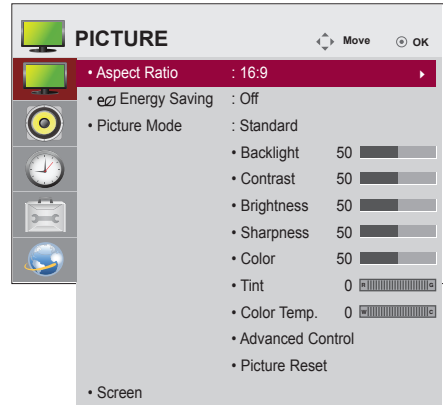 PICTURE
Move
OK
• Aspect Ratio : 16:9
• Energy Saving : Off
• Picture Mode : Standard
• Backlight 50
• Contrast 50
• Brightness 50
• Sharpness 50
• Color 50
• Tint 0 R G
• Color Temp. 0 W C
• Advanced Control
• Picture Reset
• Screen